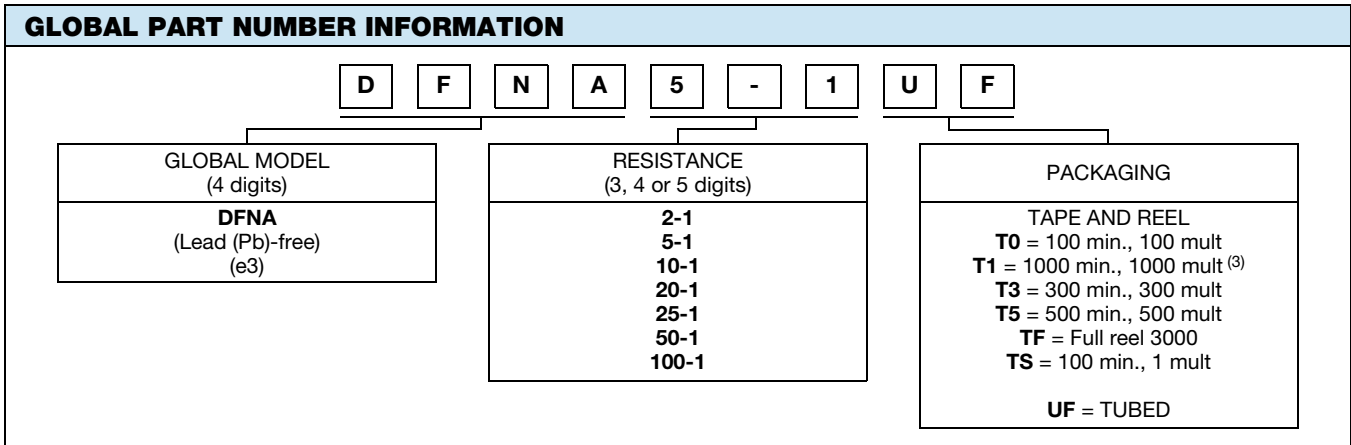 GLOBAL PART NUMBER INFORMATION
D F N A 5 - 1 U F
GLOBAL MODEL
(4 digits)
DFNA
(Lead (Pb)-free)
(e3)
RESISTANCE
(3, 4 or 5 digits)
2-1
5-1
10-1
20-1
25-1
50-1
100-1
PACKAGING
TAPE AND REEL
T0 = 100 min., 100 mult
T1 = 1000 min., 1000 mult (3)
T3 = 300 min., 300 mult
T5 = 500 min., 500 mult
TF = Full reel 3000
TS = 100 min., 1 mult
UF = TUBED